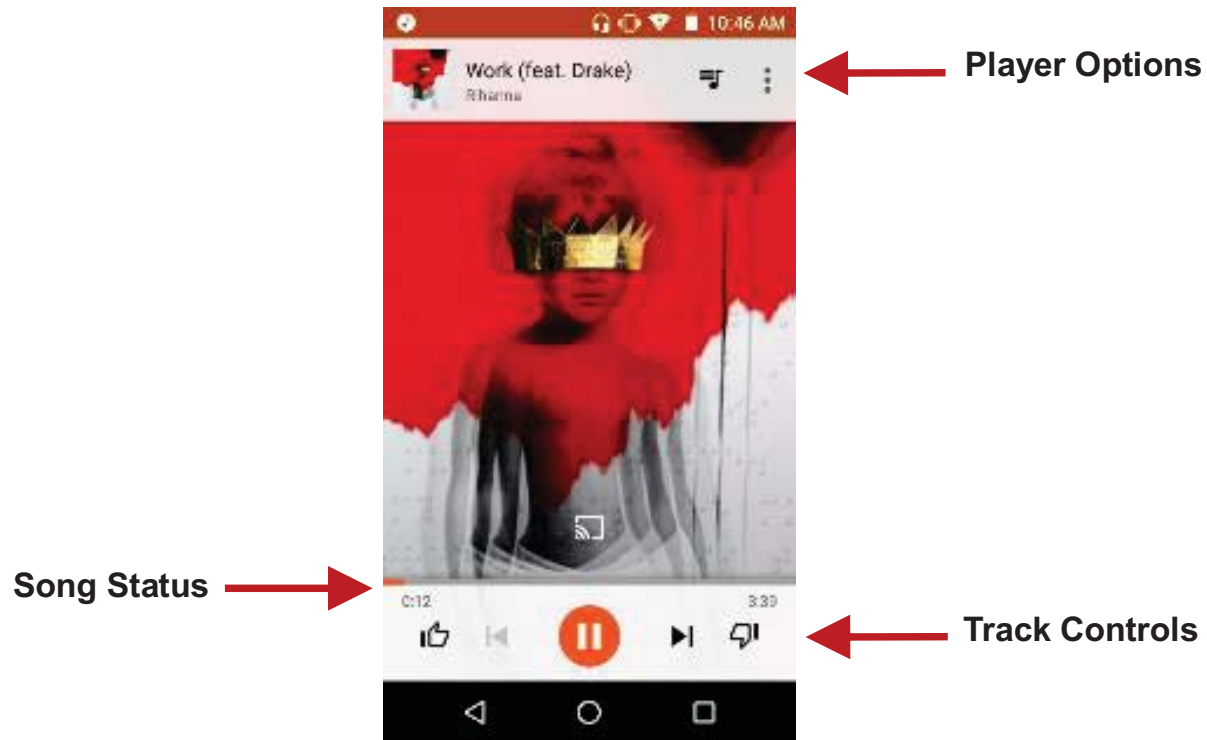 10:46 AM
Work (feat. Drake)
Rihanna
Player Options
Song Status
0:12
3:39
Track Controls